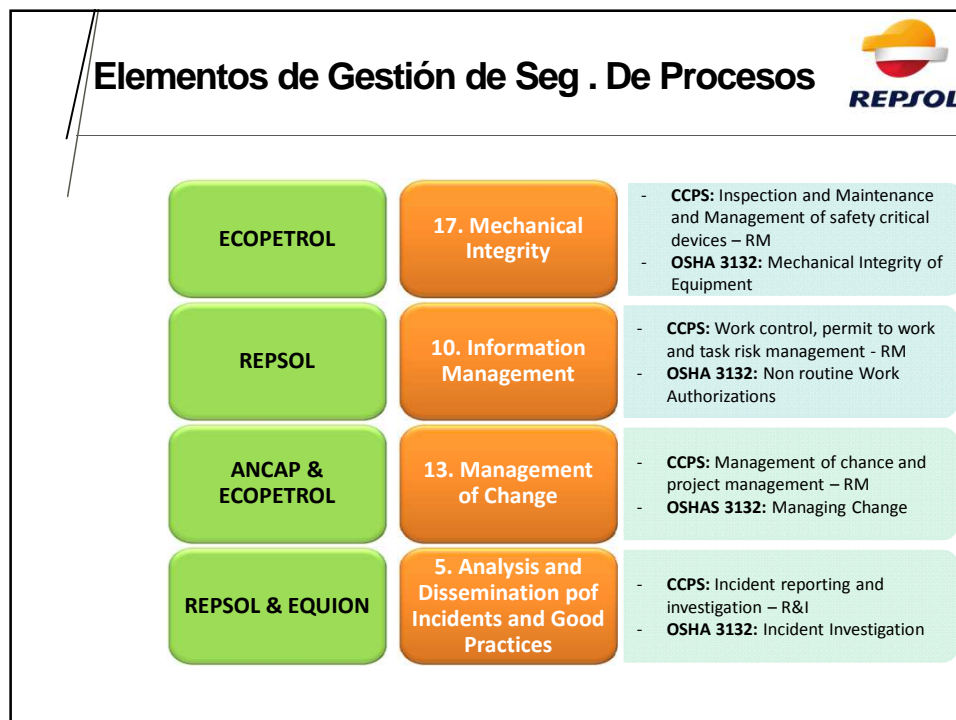 Elementos de Gestión de Seg . De Procesos
REPSOL
ECOPETROL
17. Mechanical
Integrity
- CCPS: Inspection and Maintenance
and Management of safety critical
devices – RM
- OSHA 3132: Mechanical Integrity of
Equipment
REPSOL
10. Information
Management
- CCPS: Work control, permit to work
and task risk management - RM
- OSHA 3132: Non routine Work
Authorizations
ANCAP &
ECOPETROL
13. Management
of Change
- CCPS: Management of chance and
project management – RM
- OSHAS 3132: Managing Change
REPSOL & EQUION
5. Analysis and
Dissemination pof
Incidents and Good
Practices
- CCPS: Incident reporting and
investigation – R&I
- OSHA 3132: Incident Investigation